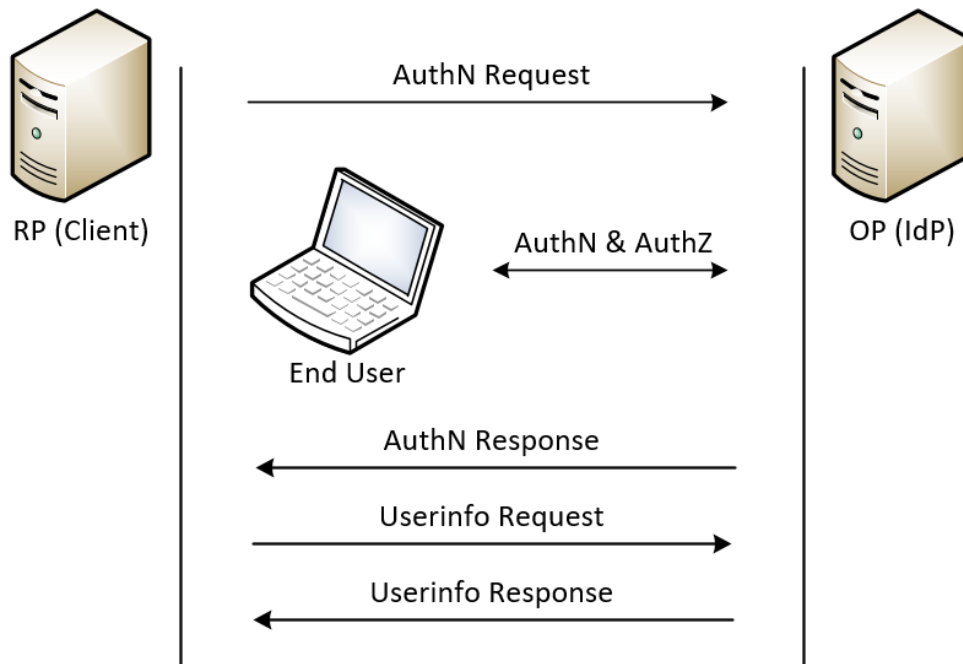 AuthN Request
RP (Client)
OP (IdP)
AuthN & AuthZ
End User
AuthN Response
Userinfo Request
Userinfo Response